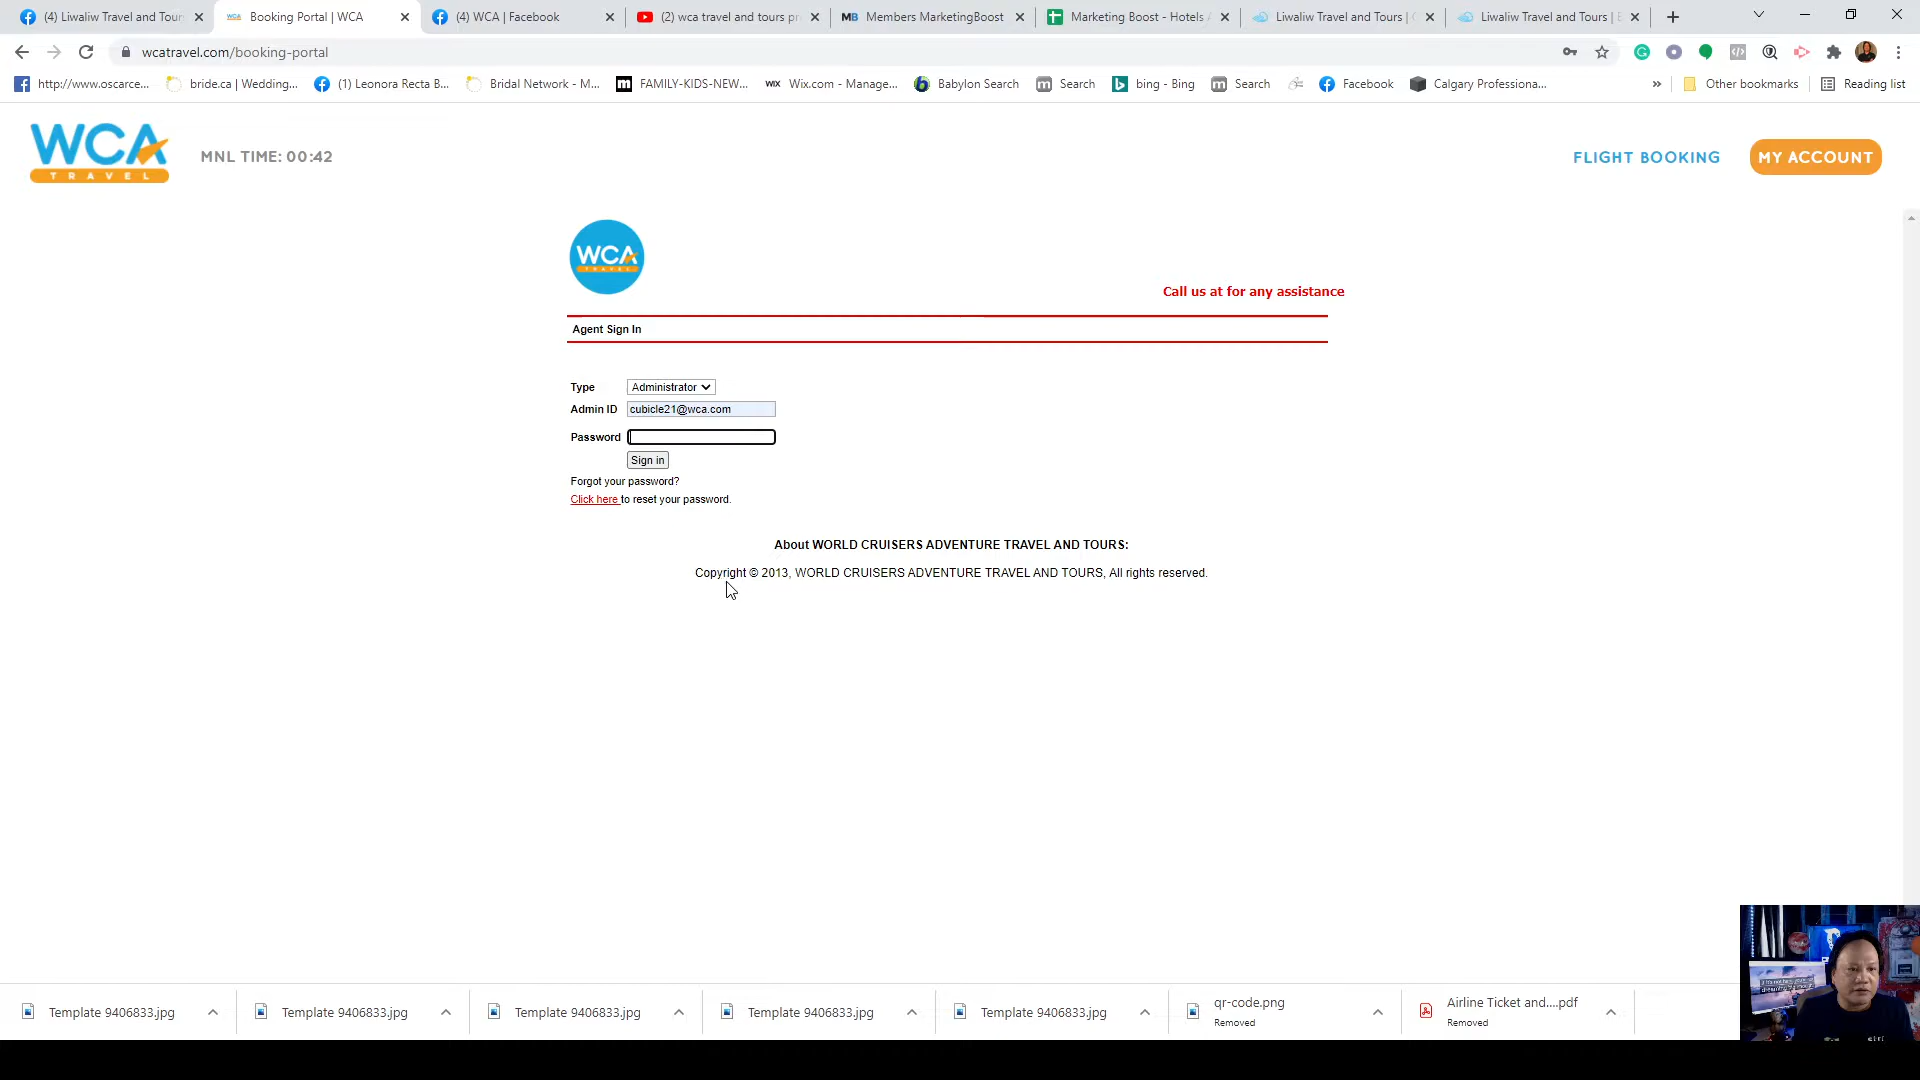 (4) Liwaliw Travel and Tour
Booking Portal | WCA
(4) WCA | Facebook
(2) wca travel and tours pr
Members MarketingBoost
Marketing Boost - Hotels
Liwaliw Travel and Tours |
Liwaliw Travel and Tours |
wcatravel.com/booking-portal
http://www.oscarce...
bride.ca | Wedding...
(1) Leonora Recta B...
Bridal Network - M...
FAMILY-KIDS-NEW...
Wix.com - Manage...
Babylon Search
Search
bing - Bing
Search
Facebook
Calgary Professiona...
Other bookmarks
Reading list
WCA
TRAVEL
MNL TIME: 00:42
FLIGHT BOOKING
MY ACCOUNT
WCA
TRAVEL
Call us at for any assistance
Agent Sign In
Type Administrator
Admin ID cubicle21@wca.com
Password
Sign in
Forgot your password?
Click here to reset your password.
About WORLD CRUISERS ADVENTURE TRAVEL AND TOURS:
Copyright © 2013, WORLD CRUISERS ADVENTURE TRAVEL AND TOURS, All rights reserved.
Template 9406833.jpg
Template 9406833.jpg
Template 9406833.jpg
Template 9406833.jpg
Template 9406833.jpg
qr-code.png
Removed
Airline Ticket and....pdf
Removed